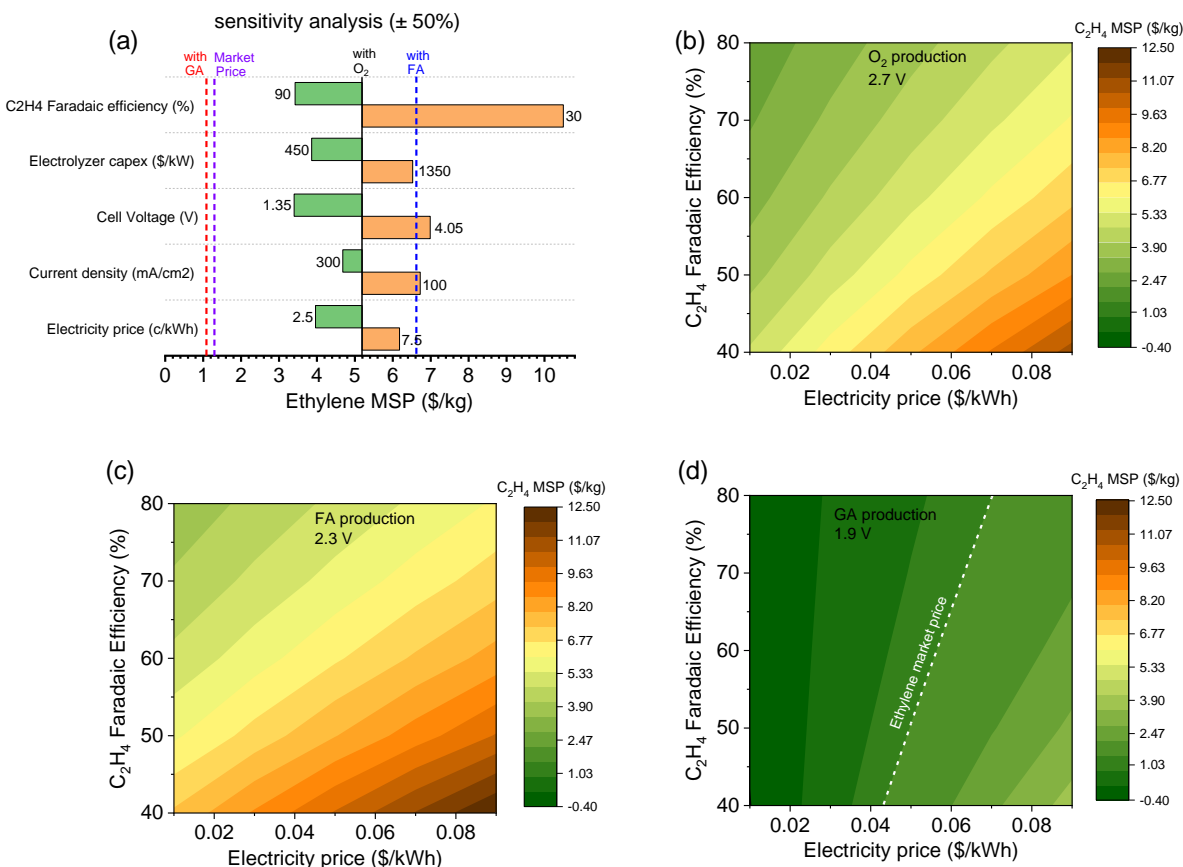 sensitivity analysis (± 50%)
(a)
with
GA
Market
Price
with
O₂
with
FA
C2H4 Faradaic efficiency (%)
90
30
Electrolyzer capex ($/kW)
450
1350
Cell Voltage (V)
1.35
4.05
Current density (mA/cm2)
300
100
Electricity price (c/kWh)
2.5
7.5
0 1 2 3 4 5 6 7 8 9 10
Ethylene MSP ($/kg)
(b)
O₂ production
2.7 V
C₂H₄ Faradaic Efficiency (%)
80
70
60
50
40
0.02 0.04 0.06 0.08
Electricity price ($/kWh)
C₂H₄ MSP ($/kg)
12.50
11.07
9.63
8.20
6.77
5.33
3.90
2.47
1.03
-0.40
(c)
FA production
2.3 V
C₂H₄ Faradaic Efficiency (%)
80
70
60
50
40
0.02 0.04 0.06 0.08
Electricity price ($/kWh)
C₂H₄ MSP ($/kg)
12.50
11.07
9.63
8.20
6.77
5.33
3.90
2.47
1.03
-0.40
(d)
GA production
1.9 V
Ethylene market price
C₂H₄ Faradaic Efficiency (%)
80
70
60
50
40
0.02 0.04 0.06 0.08
Electricity price ($/kWh)
C₂H₄ MSP ($/kg)
12.50
11.07
9.63
8.20
6.77
5.33
3.90
2.47
1.03
-0.40